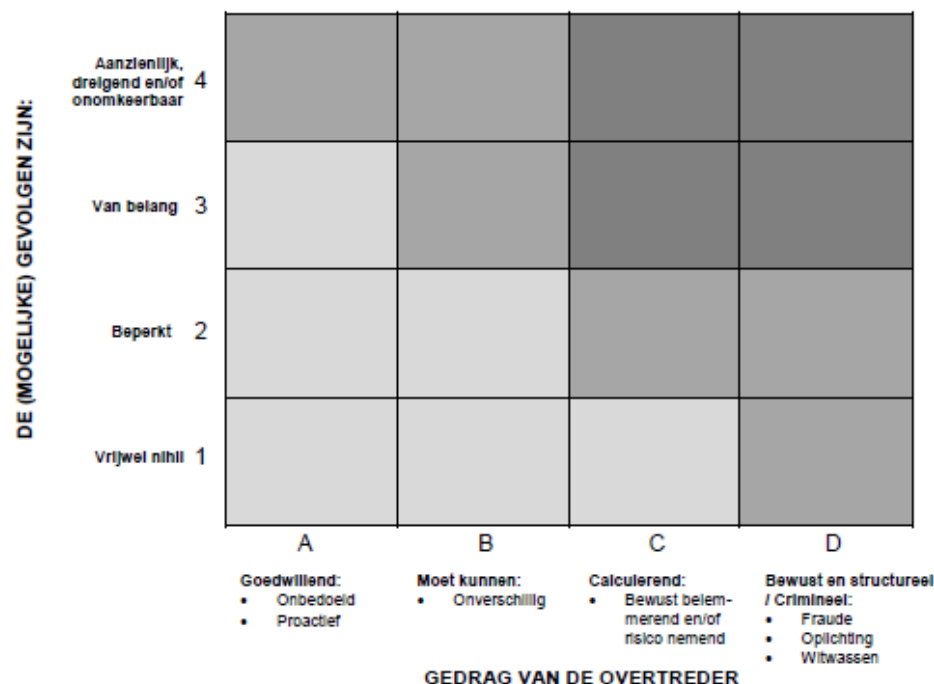 DE (MOGELIJKE) GEVOLGEN ZIJN:
Aanzienlijk,
dreigend en/of
onomkeerbaar
4
Van belang 3
Beperkt 2
Vrijwel nihil 1
A
B
C
D
Goedwillend:
• Onbedoeld
• Proactief
Moet kunnen:
• Onverschillig
Calculerend:
• Bewust belem-
merend en/of
risico nemend
Bewust en structureel
/ Crimineel:
• Fraude
• Oplichting
• Witwassen
GEDRAG VAN DE OVERTREDER